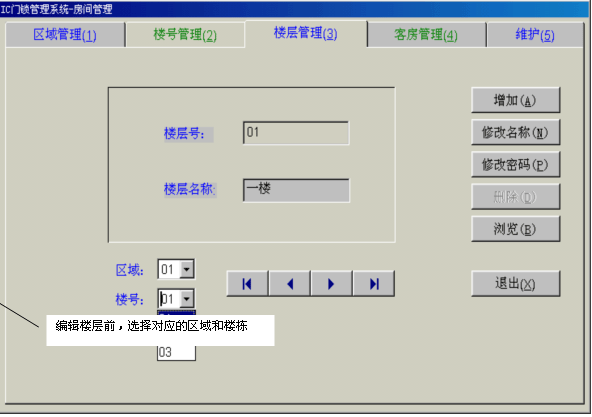 IC门锁管理系统-房间管理
区域管理(1) 楼号管理(2) 楼层管理(3) 客房管理(4) 维护(5)
楼层号: 01
楼层名称: 一楼
增加(A)
修改名称(N)
修改密码(P)
删除(D)
浏览(B)
退出(X)
区域: 01
楼号: 01
编辑楼层前，选择对应的区域和楼栋
03